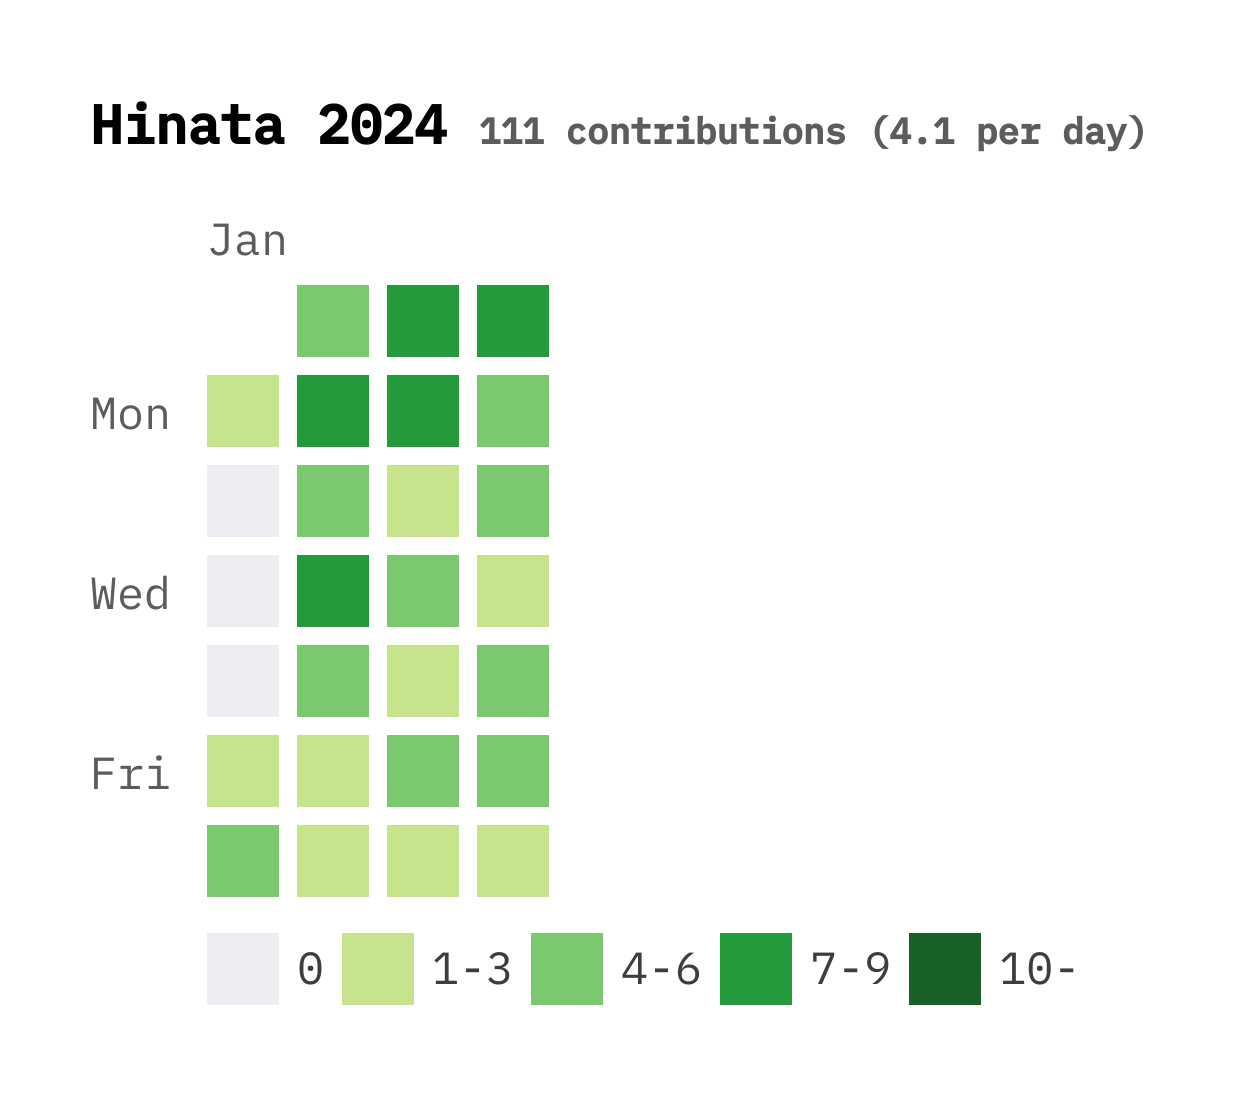 Hinata 2024 111 contributions (4.1 per day)
Jan
Mon
Wed
Fri
0 1-3 4-6 7-9 10-